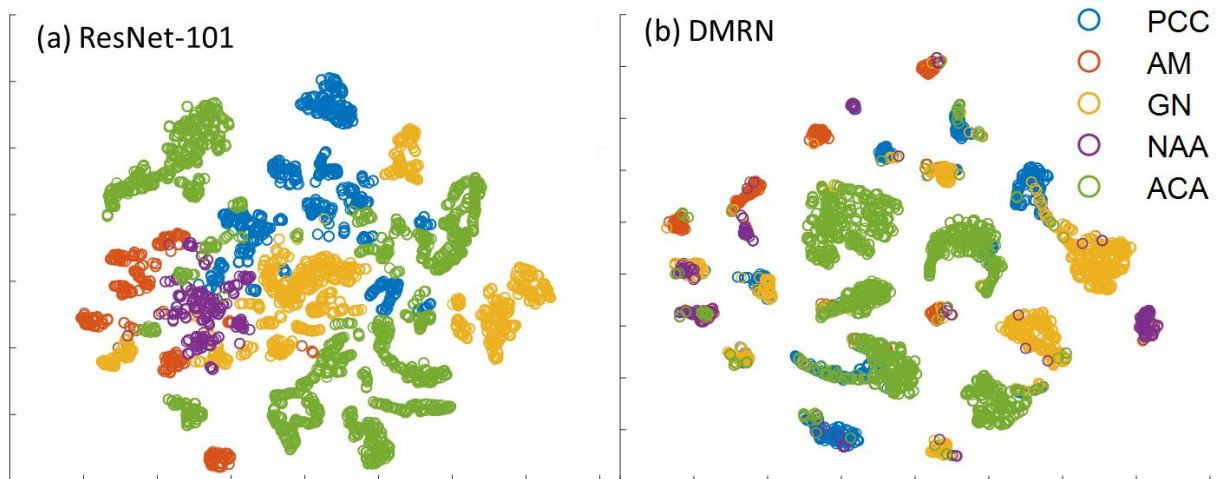 (a) ResNet-101
(b) DMRN
PCC
AM
GN
NAA
ACA